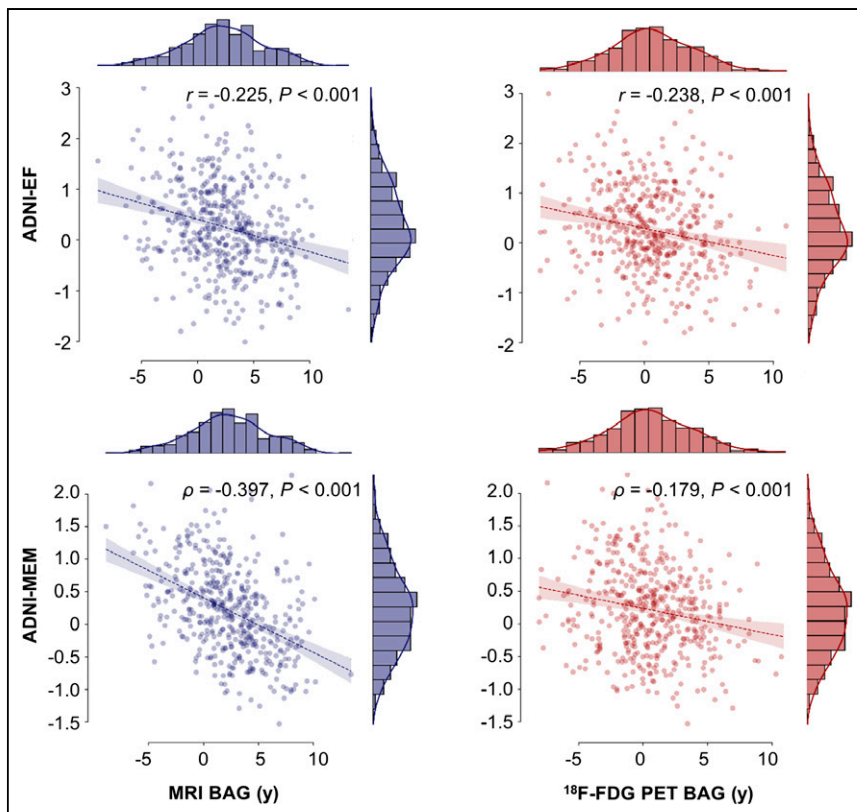 r = -0.225, P < 0.001
r = -0.238, P < 0.001
ADNI-EF
3
2
1
0
-1
-2
-5 0 5 10
3
2
1
0
-1
-2
-5 0 5 10
ρ = -0.397, P < 0.001
ρ = -0.179, P < 0.001
ADNI-MEM
2.0
1.5
1.0
0.5
0
-0.5
-1.0
-1.5
-5 0 5 10
MRI BAG (y)
2.0
1.5
1.0
0.5
0
-0.5
-1.0
-1.5
-5 0 5 10
¹⁸F-FDG PET BAG (y)